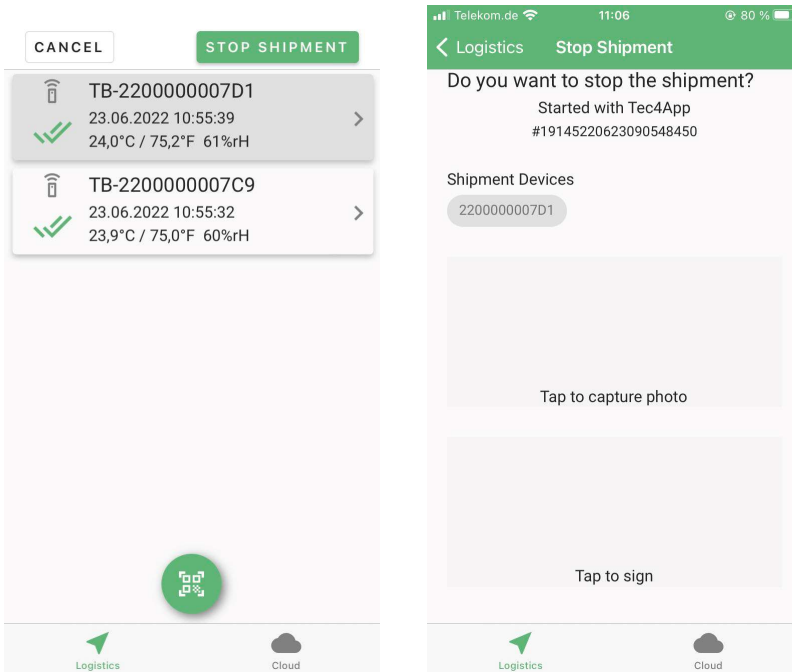 CANCEL
STOP SHIPMENT
TB-2200000007D1
23.06.2022 10:55:39
24,0°C / 75,2°F 61%rH
TB-2200000007C9
23.06.2022 10:55:32
23,9°C / 75,0°F 60%rH
Logistics
Cloud
Telekom.de
11:06
80 %
Logistics
Stop Shipment
Do you want to stop the shipment?
Started with Tec4App
#19145220623090548450
Shipment Devices
2200000007D1
Tap to capture photo
Tap to sign
Logistics
Cloud